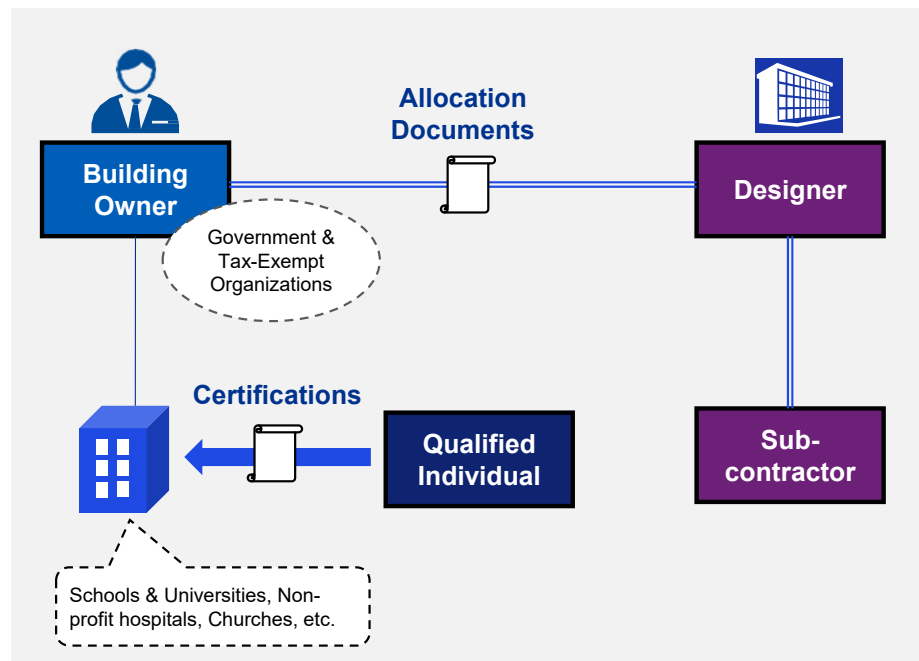 Allocation
Documents
Building
Owner
Designer
Government &
Tax-Exempt
Organizations
Certifications
Qualified
Individual
Sub-
contractor
Schools & Universities, Non-
profit hospitals, Churches, etc.